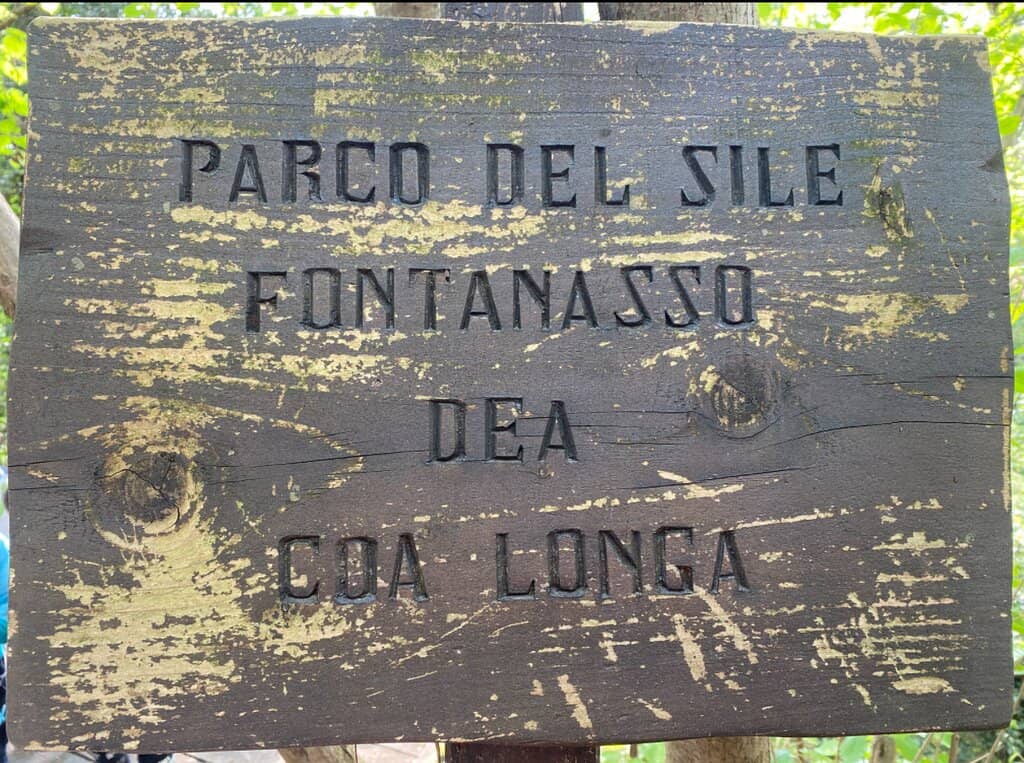 PARCO DEL SILE
FONTANASSO
DEA
COA LONGA